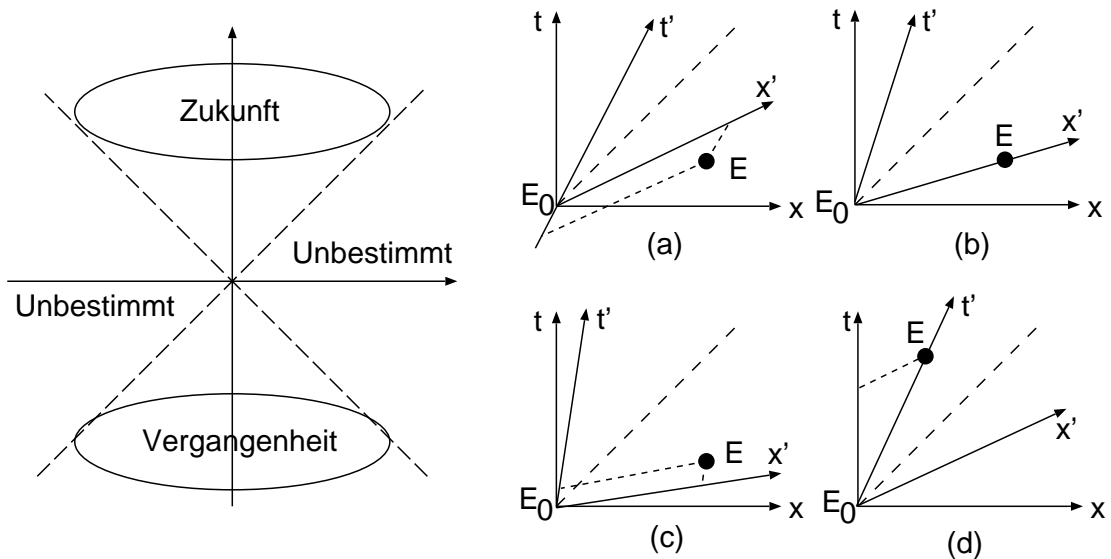 Zukunft
Unbestimmt
Unbestimmt
Vergangenheit
t
t’
x’
E
E0
x
(a)
t
t’
E
x’
E0
x
(b)
t
t’
E
x’
E0
x
(c)
t
t’
E
x’
E0
x
(d)